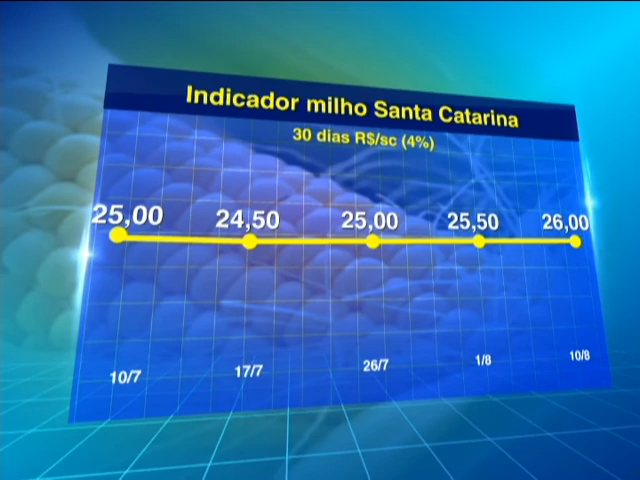 Indicador milho Santa Catarina
30 dias R$/sc (4%)
25,00 24,50 25,00 25,50 26,00
10/7 17/7 26/7 1/8 10/8